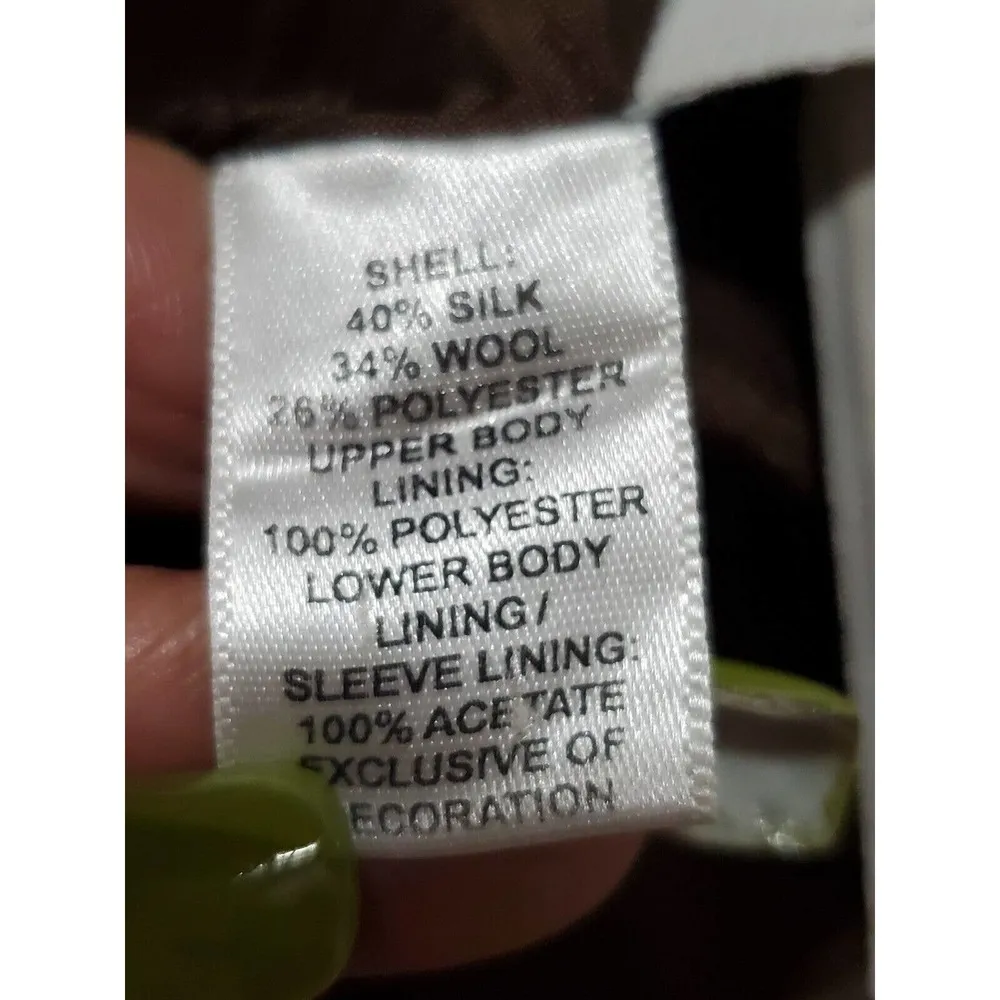 SHELL:
40% SILK
34% WOOL
26% POLYESTER
UPPER BODY
LINING:
100% POLYESTER
LOWER BODY
LINING/
SLEEVE LINING:
100% ACETATE
EXCLUSIVE OF
DECORATION